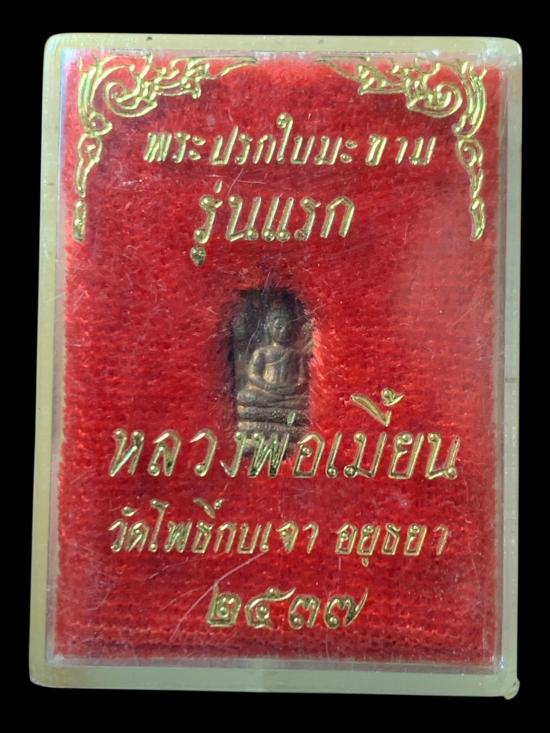 พระปรกใบมะขาม
รุ่นแรก
หลวงพ่อเมี้ยน
วัดโพธิ์กบเจา อยุธยา
๒๕๓๗